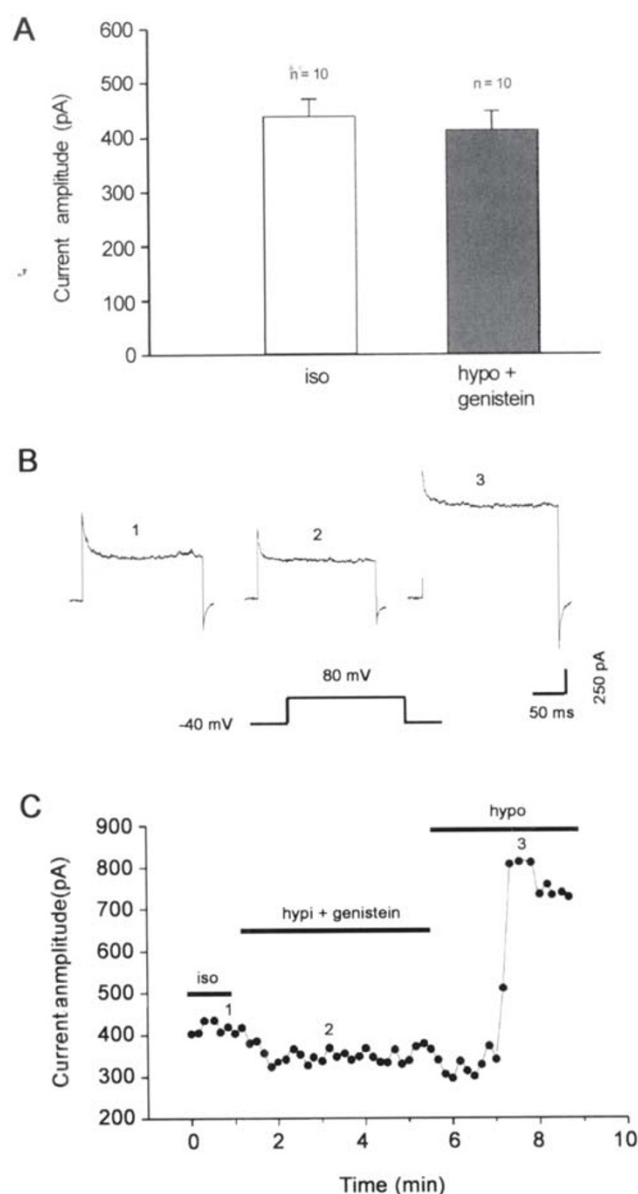 A
600
500
400
300
200
100
0
Current amplitude (pA)
n = 10
n = 10
iso
hypo +
genistein
B
1
2
3
80 mV
-40 mV
50 ms
250 pA
C
900
800
700
600
500
400
300
200
Current anmplitude(pA)
hypo
3
hypi + genistein
iso
1
2
0
2
4
6
8
10
Time (min)